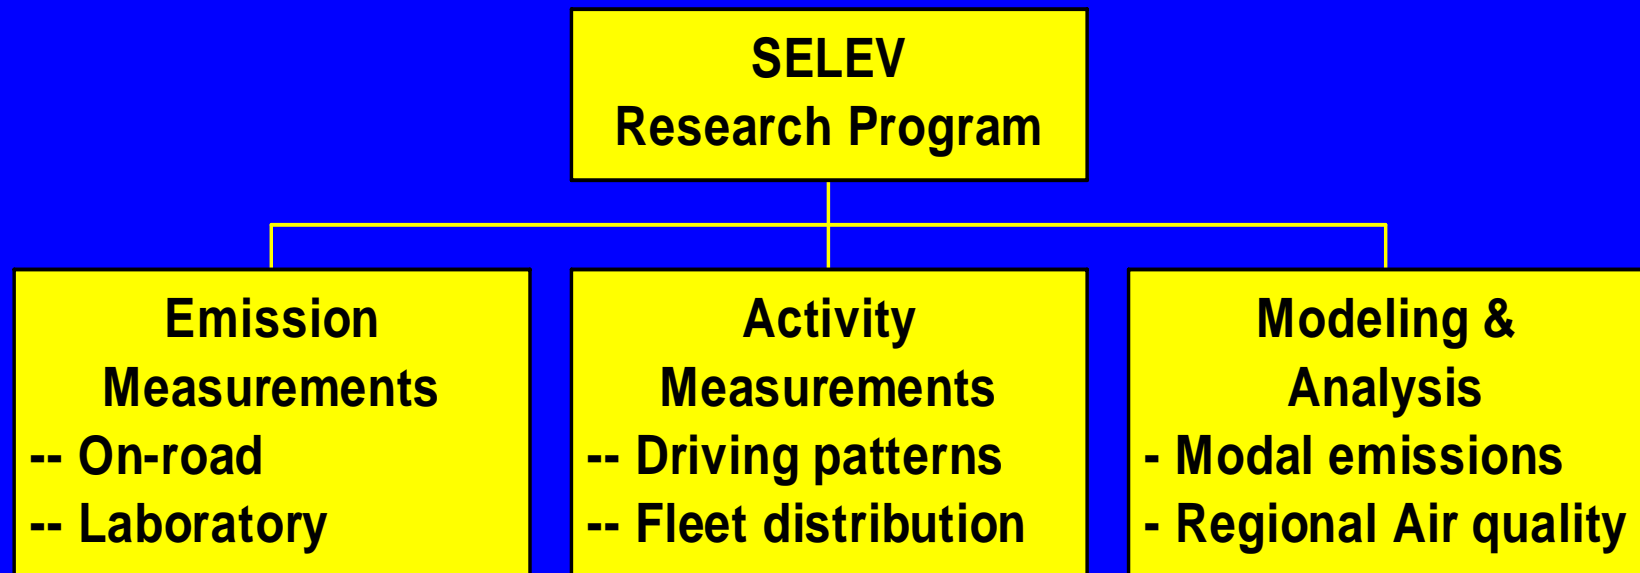 SELEV
Research Program
Emission
Measurements
-- On-road
-- Laboratory
Activity
Measurements
-- Driving patterns
-- Fleet distribution
Modeling &
Analysis
- Modal emissions
- Regional Air quality